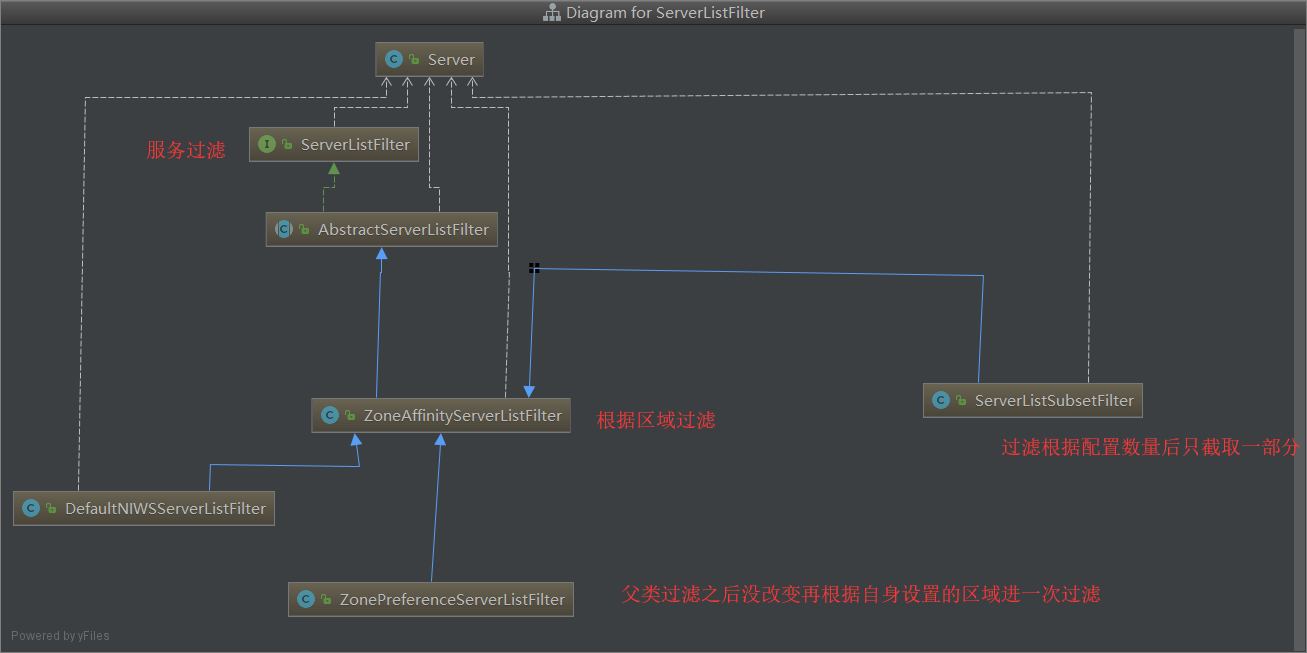 Diagram for ServerListFilter
C Server
服务过滤
I ServerListFilter
C AbstractServerListFilter
C ServerListSubsetFilter
C ZoneAffinityServerListFilter
根据区域过滤
过滤根据配置数量后只截取一部分
C DefaultNIWSServerListFilter
C ZonePreferenceServerListFilter
父类过滤之后没改变再根据自身设置的区域进一次过滤
Powered by yFiles